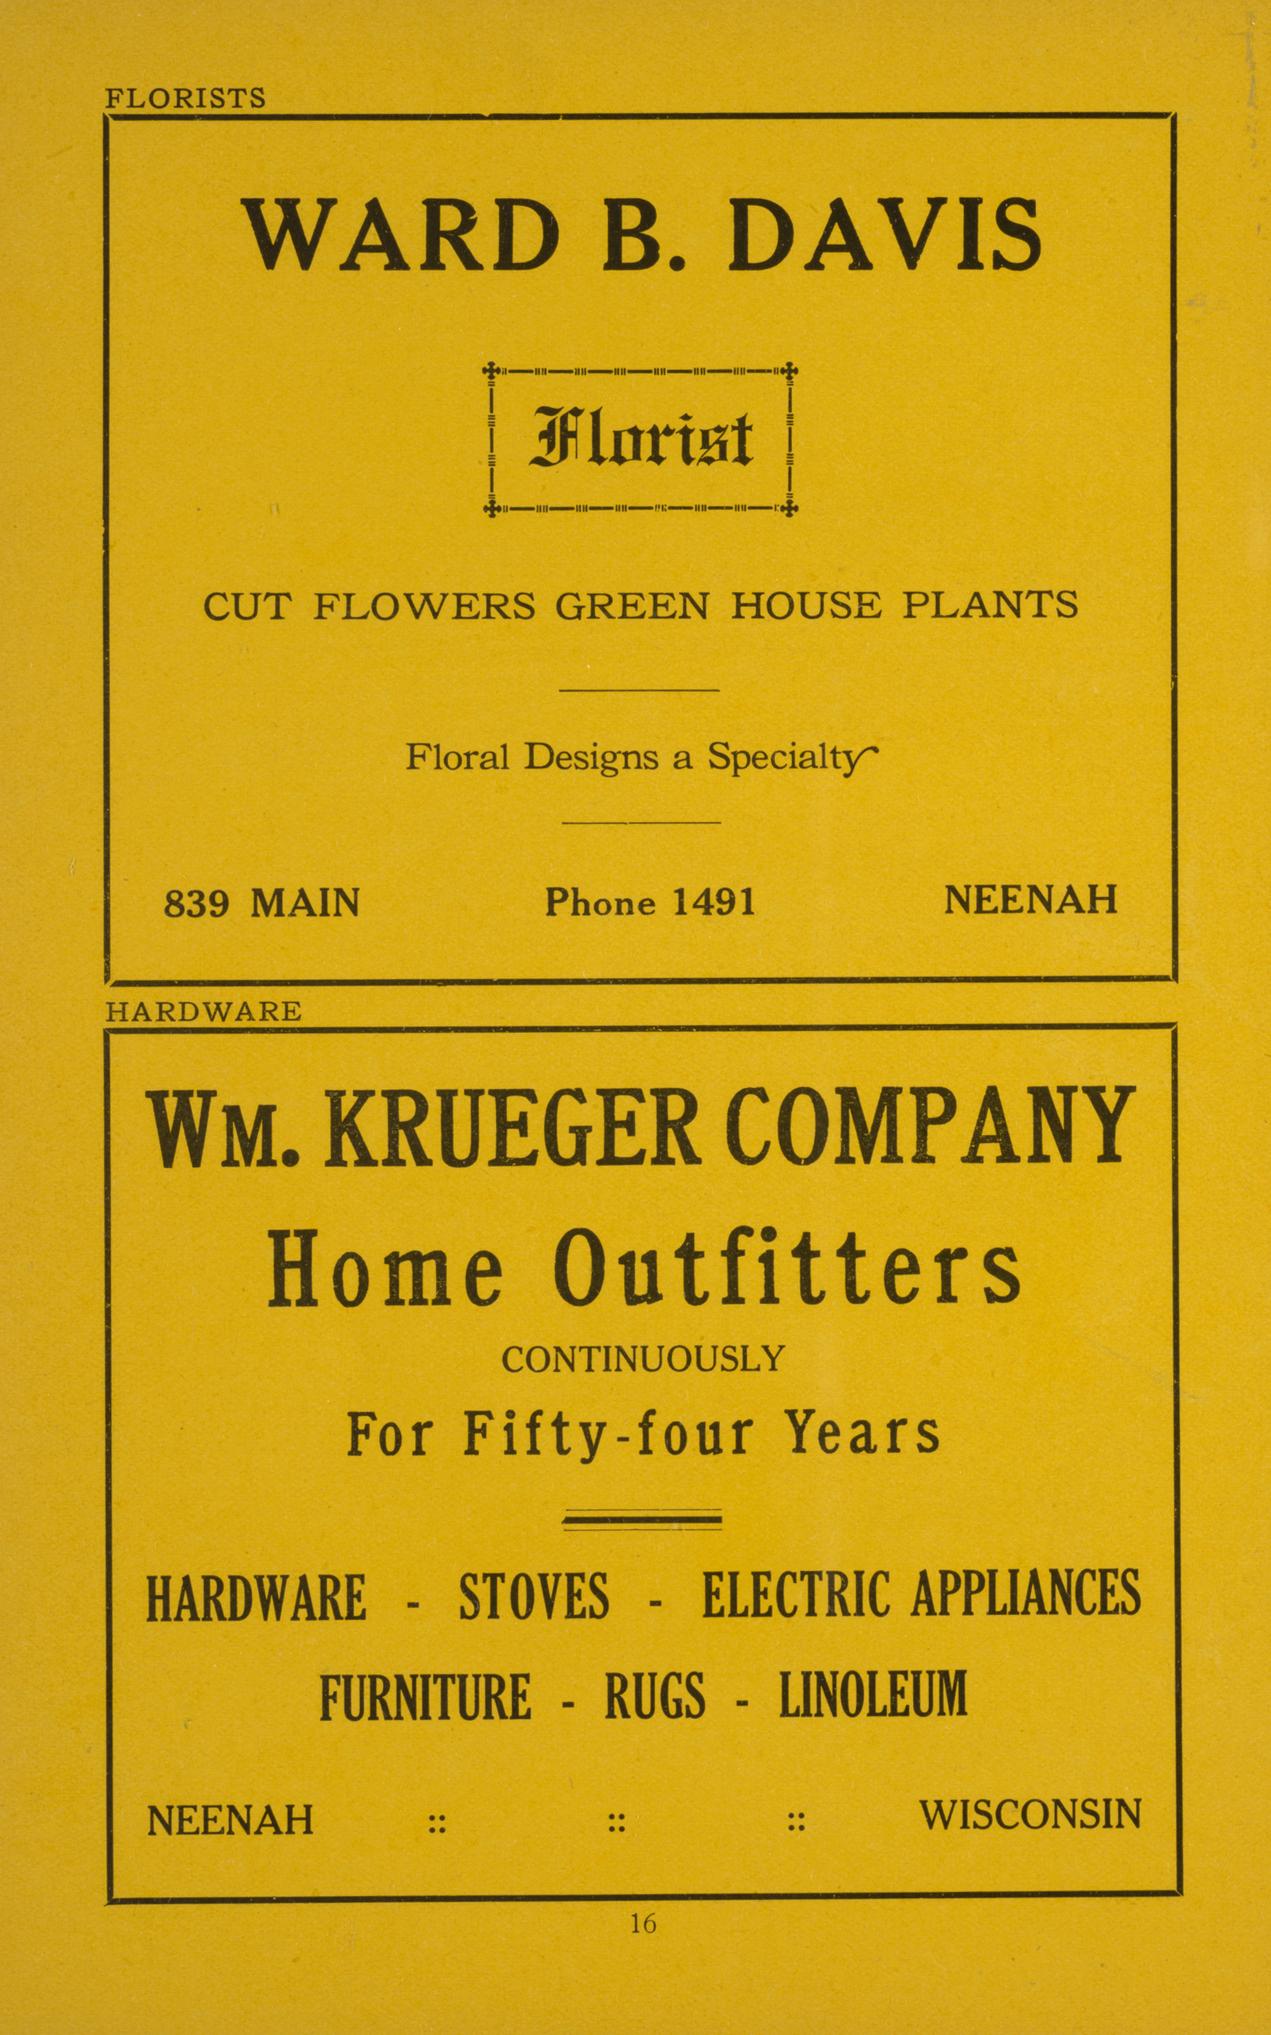 FLORISTS
WARD B. DAVIS
Florist
CUT FLOWERS GREEN HOUSE PLANTS
Floral Designs a Specialty
839 MAIN Phone 1491 NEENAH
HARDWARE
WM. KRUEGER COMPANY
Home Outfitters
CONTINUOUSLY
For Fifty-four Years
HARDWARE - STOVES - ELECTRIC APPLIANCES
FURNITURE - RUGS - LINOLEUM
NEENAH :: :: :: WISCONSIN
16